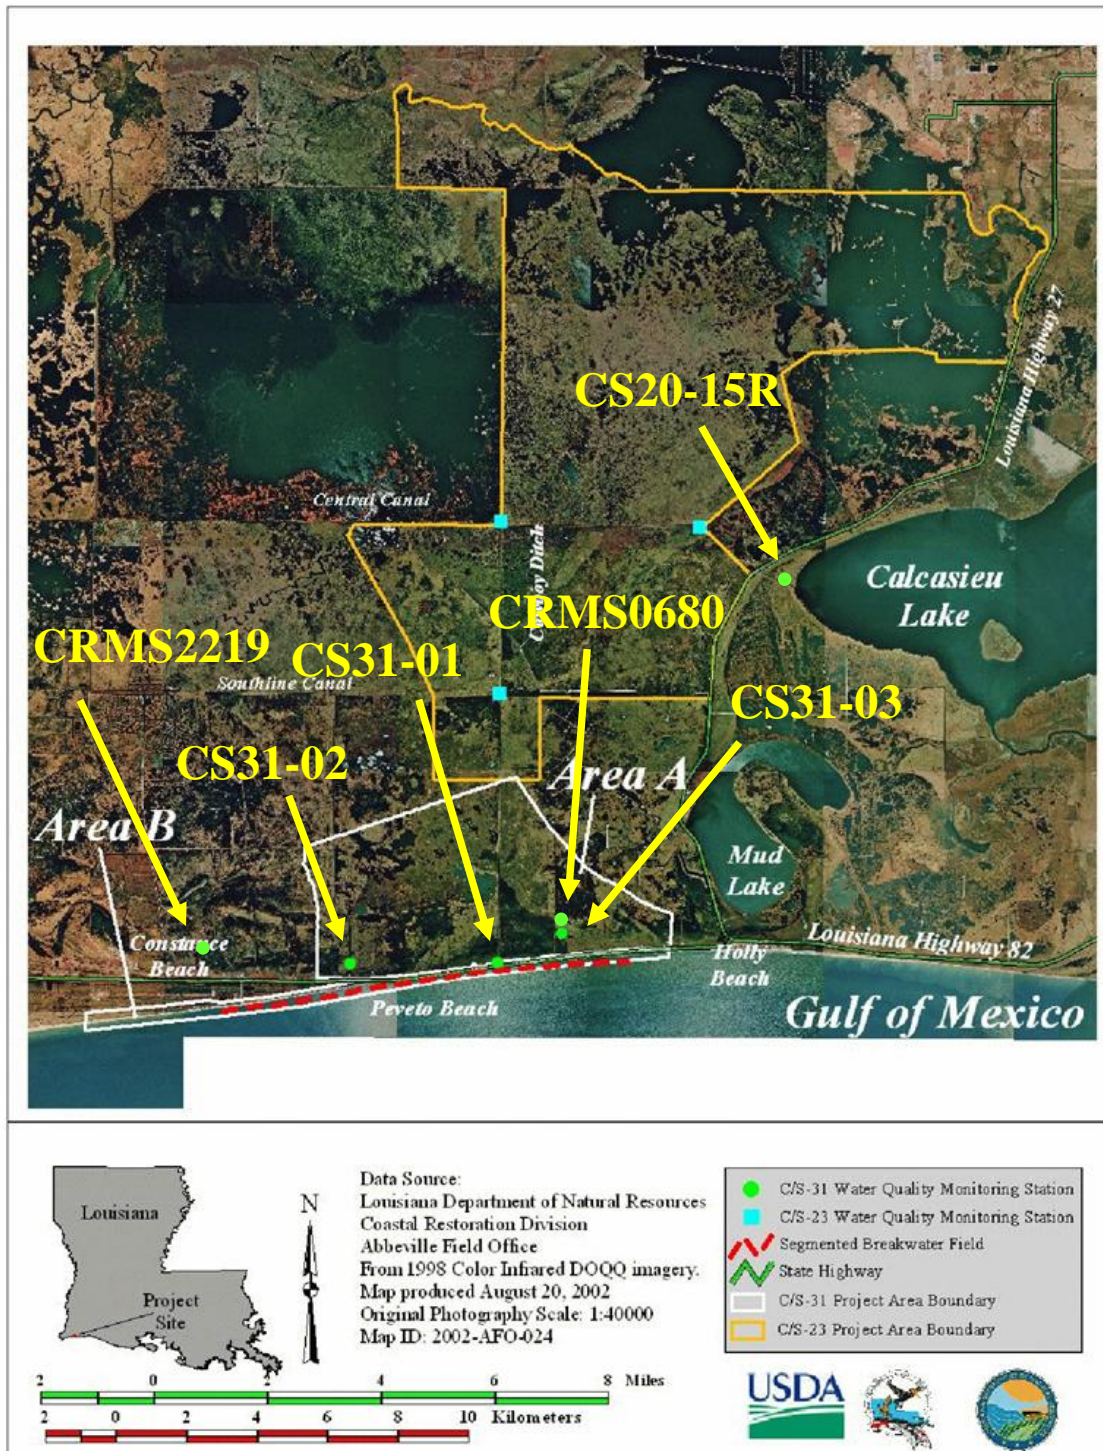 CS20-15R
Louisiana Highway 27
Central Canal
Calcasieu
Lake
CRMS0680
CRMS2219
CS31-01
Southline Canal
CS31-03
CS31-02
Area A
Area B
Mud
Lake
Constance
Beach
Louisiana Highway 82
Holly
Beach
Peveto Beach
Gulf of Mexico
Louisiana
Project
Site
N
Data Source:
Louisiana Department of Natural Resources
Coastal Restoration Division
Abbeville Field Office
From 1998 Color Infrared DOQQ imagery.
Map produced August 20, 2002
Original Photography Scale: 1:40000
Map ID: 2002-AFO-024
C/S-31 Water Quality Monitoring Station
C/S-23 Water Quality Monitoring Station
Segmented Breakwater Field
State Highway
C/S-31 Project Area Boundary
C/S-23 Project Area Boundary
2 0 2 4 6 8 Miles
2 0 2 4 6 8 10 Kilometers
USDA